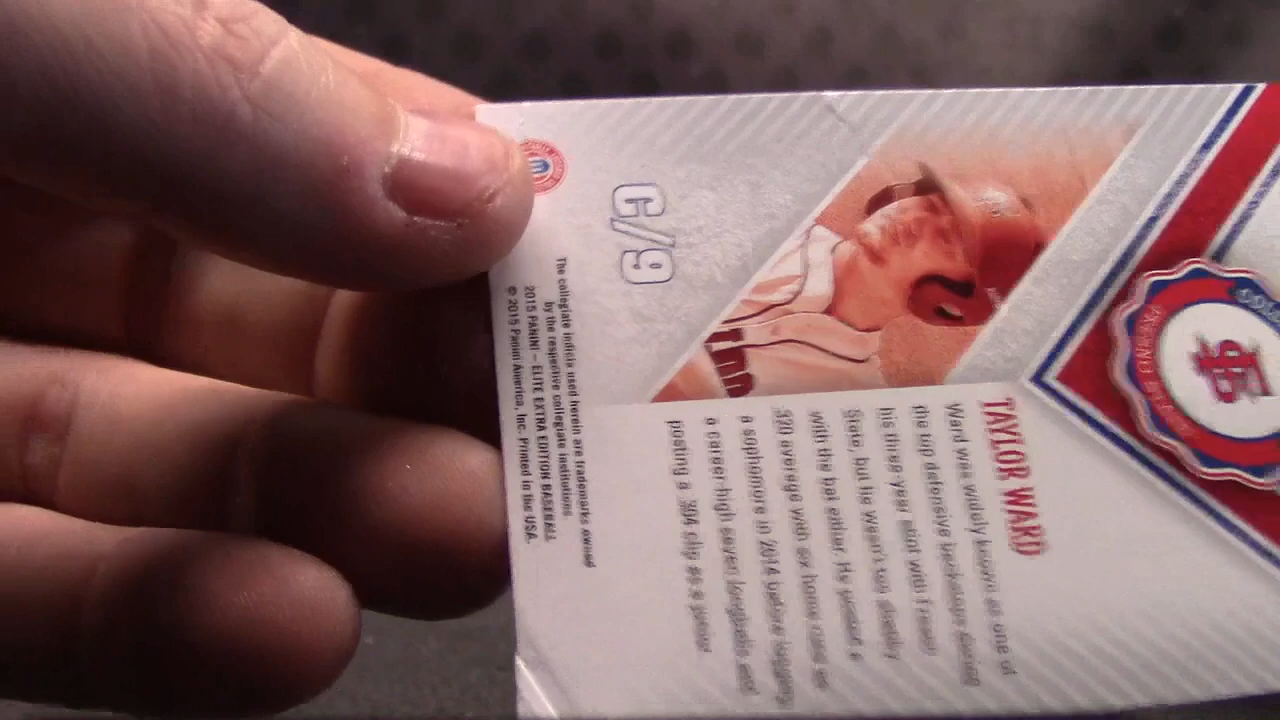 TAYLOR WARD
Ward was widely known as one of
the top defensive backstops during
his three-year stint with Fresno
State, but he wasn't too shabby
with the bat either. He posted a
.320 average with six home runs as
a sophomore in 2014 before logging
a career-high seven longballs and
posting a .304 clip as a junior
C/9
The collegiate indicia used herein are trademarks owned
by the respective collegiate institutions.
2015 PANINI – ELITE EXTRA EDITION BASEBALL
© 2015 Panini America, Inc. Printed in the USA.